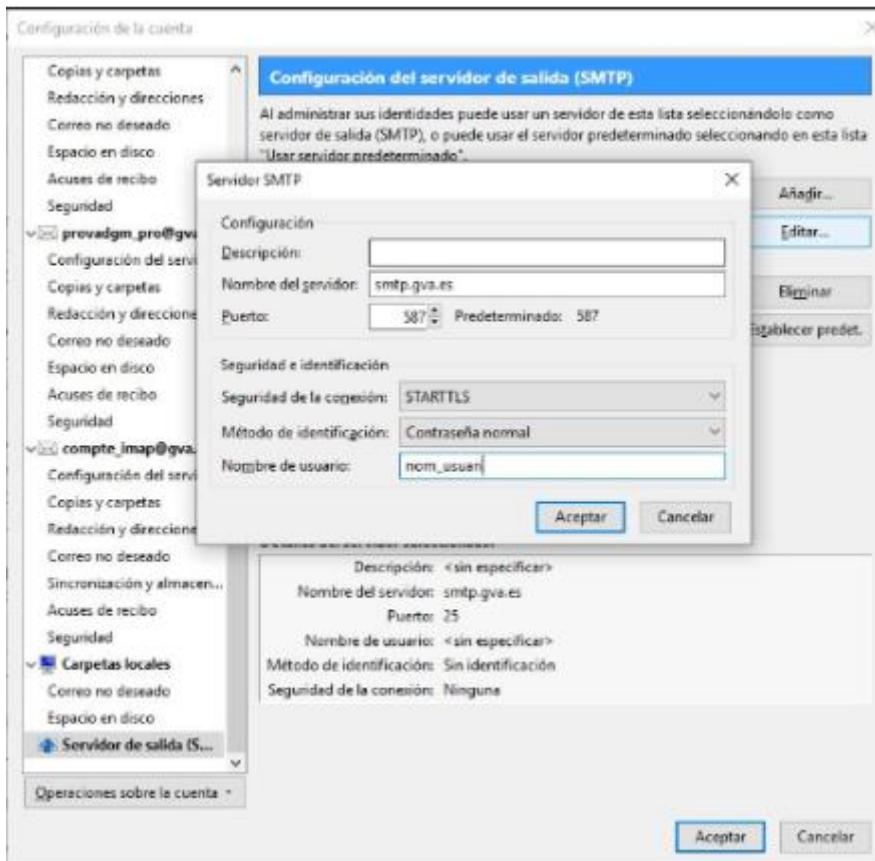 Configuración de la cuenta
Copias y carpetas
Redacción y direcciones
Correo no deseado
Espacio en disco
Acuses de recibo
Seguridad
provadgm_pro@gva
Configuración del servi
Copias y carpetas
Redacción y direccione
Correo no deseado
Espacio en disco
Acuses de recibo
Seguridad
compte_imap@gva.
Configuración del servi
Copias y carpetas
Redacción y direccione
Correo no deseado
Sincronización y almacen...
Acuses de recibo
Seguridad
Carpetas locales
Correo no deseado
Espacio en disco
Servidor de salida (S...
Operaciones sobre la cuenta
Configuración del servidor de salida (SMTP)
Al administrar sus identidades puede usar un servidor de esta lista seleccionándolo como
servidor de salida (SMTP), o puede usar el servidor predeterminado seleccionando en esta lista
"Usar servidor predeterminado".
Añadir...
Editar...
Eliminar
Establecer predet.
Servidor SMTP
Configuración
Descripción:
Nombre del servidor: smtp.gva.es
Puerto: 587 Predeterminado: 587
Seguridad e identificación
Seguridad de la conexión: STARTTLS
Método de identificación: Contraseña normal
Nombre de usuario: nom_usuari
Aceptar Cancelar
Descripción: <sin especificar>
Nombre del servidor: smtp.gva.es
Puerto: 25
Nombre de usuario: <sin especificar>
Método de identificación: Sin identificación
Seguridad de la conexión: Ninguna
Aceptar Cancelar